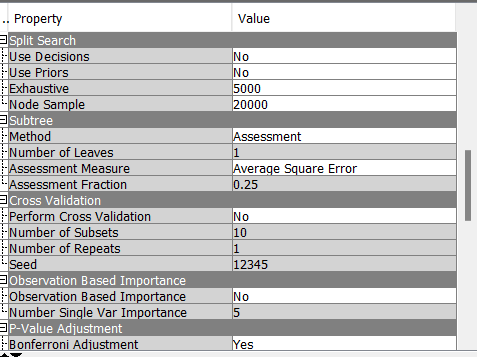 .. Property Value
Split Search
Use Decisions No
Use Priors No
Exhaustive 5000
Node Sample 20000
Subtree
Method Assessment
Number of Leaves 1
Assessment Measure Average Square Error
Assessment Fraction 0.25
Cross Validation
Perform Cross Validation No
Number of Subsets 10
Number of Repeats 1
Seed 12345
Observation Based Importance
Observation Based Importance No
Number Single Var Importance 5
P-Value Adjustment
Bonferroni Adjustment Yes